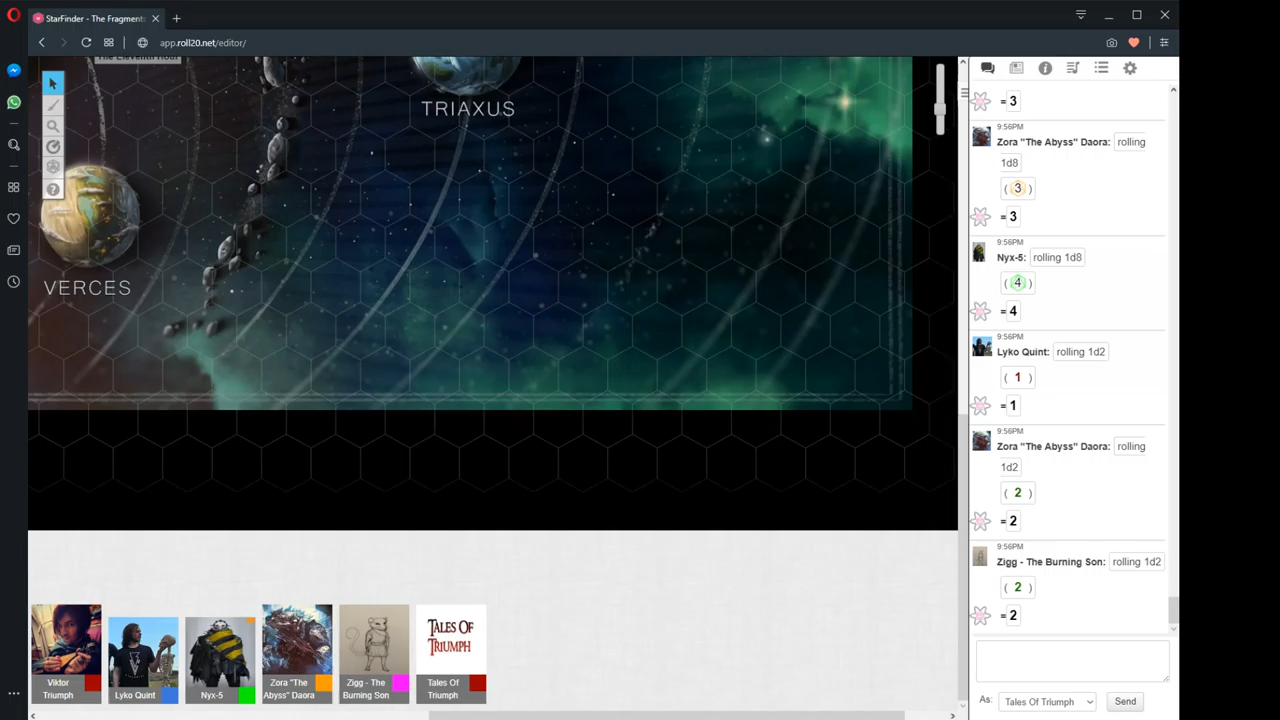 StarFinder - The Fragments
app.roll20.net/editor/
The Eleventh Hour
TRIAXUS
VERCES
= 3
9:56PM
Zora "The Abyss" Daora: rolling
1d8
( 3 )
= 3
9:56PM
Nyx-5: rolling 1d8
( 4 )
= 4
9:56PM
Lyko Quint: rolling 1d2
( 1 )
= 1
9:56PM
Zora "The Abyss" Daora: rolling
1d2
( 2 )
= 2
9:56PM
Zigg - The Burning Son: rolling 1d2
( 2 )
= 2
As: Tales Of Triumph Send
TALES OF
TRIUMPH
Viktor
Triumph
Lyko Quint
Nyx-5
Zora "The
Abyss" Daora
Zigg - The
Burning Son
Tales Of
Triumph